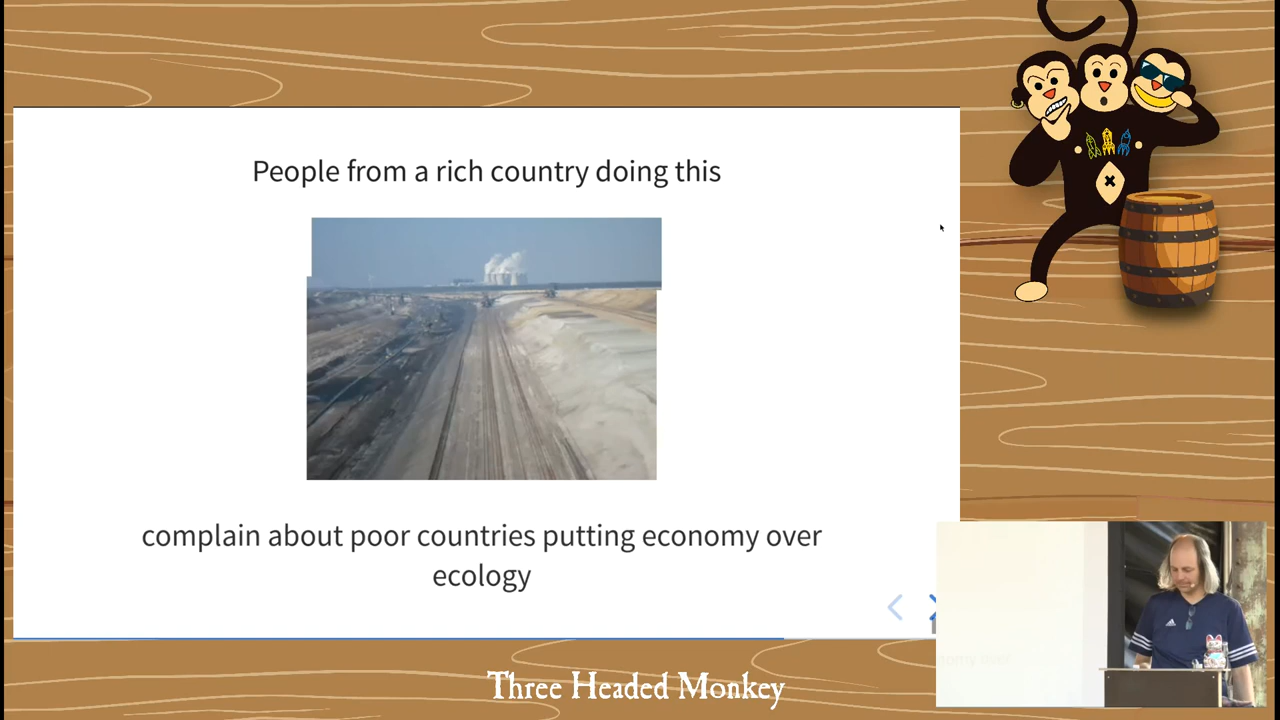 People from a rich country doing this
complain about poor countries putting economy over
ecology
Three Headed Monkey